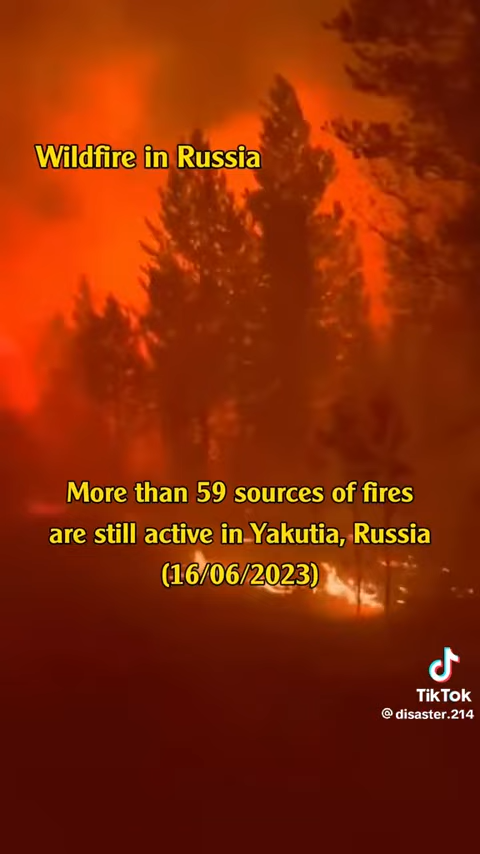 Wildfire in Russia
More than 59 sources of fires
are still active in Yakutia, Russia
(16/06/2023)
TikTok
@disaster.214